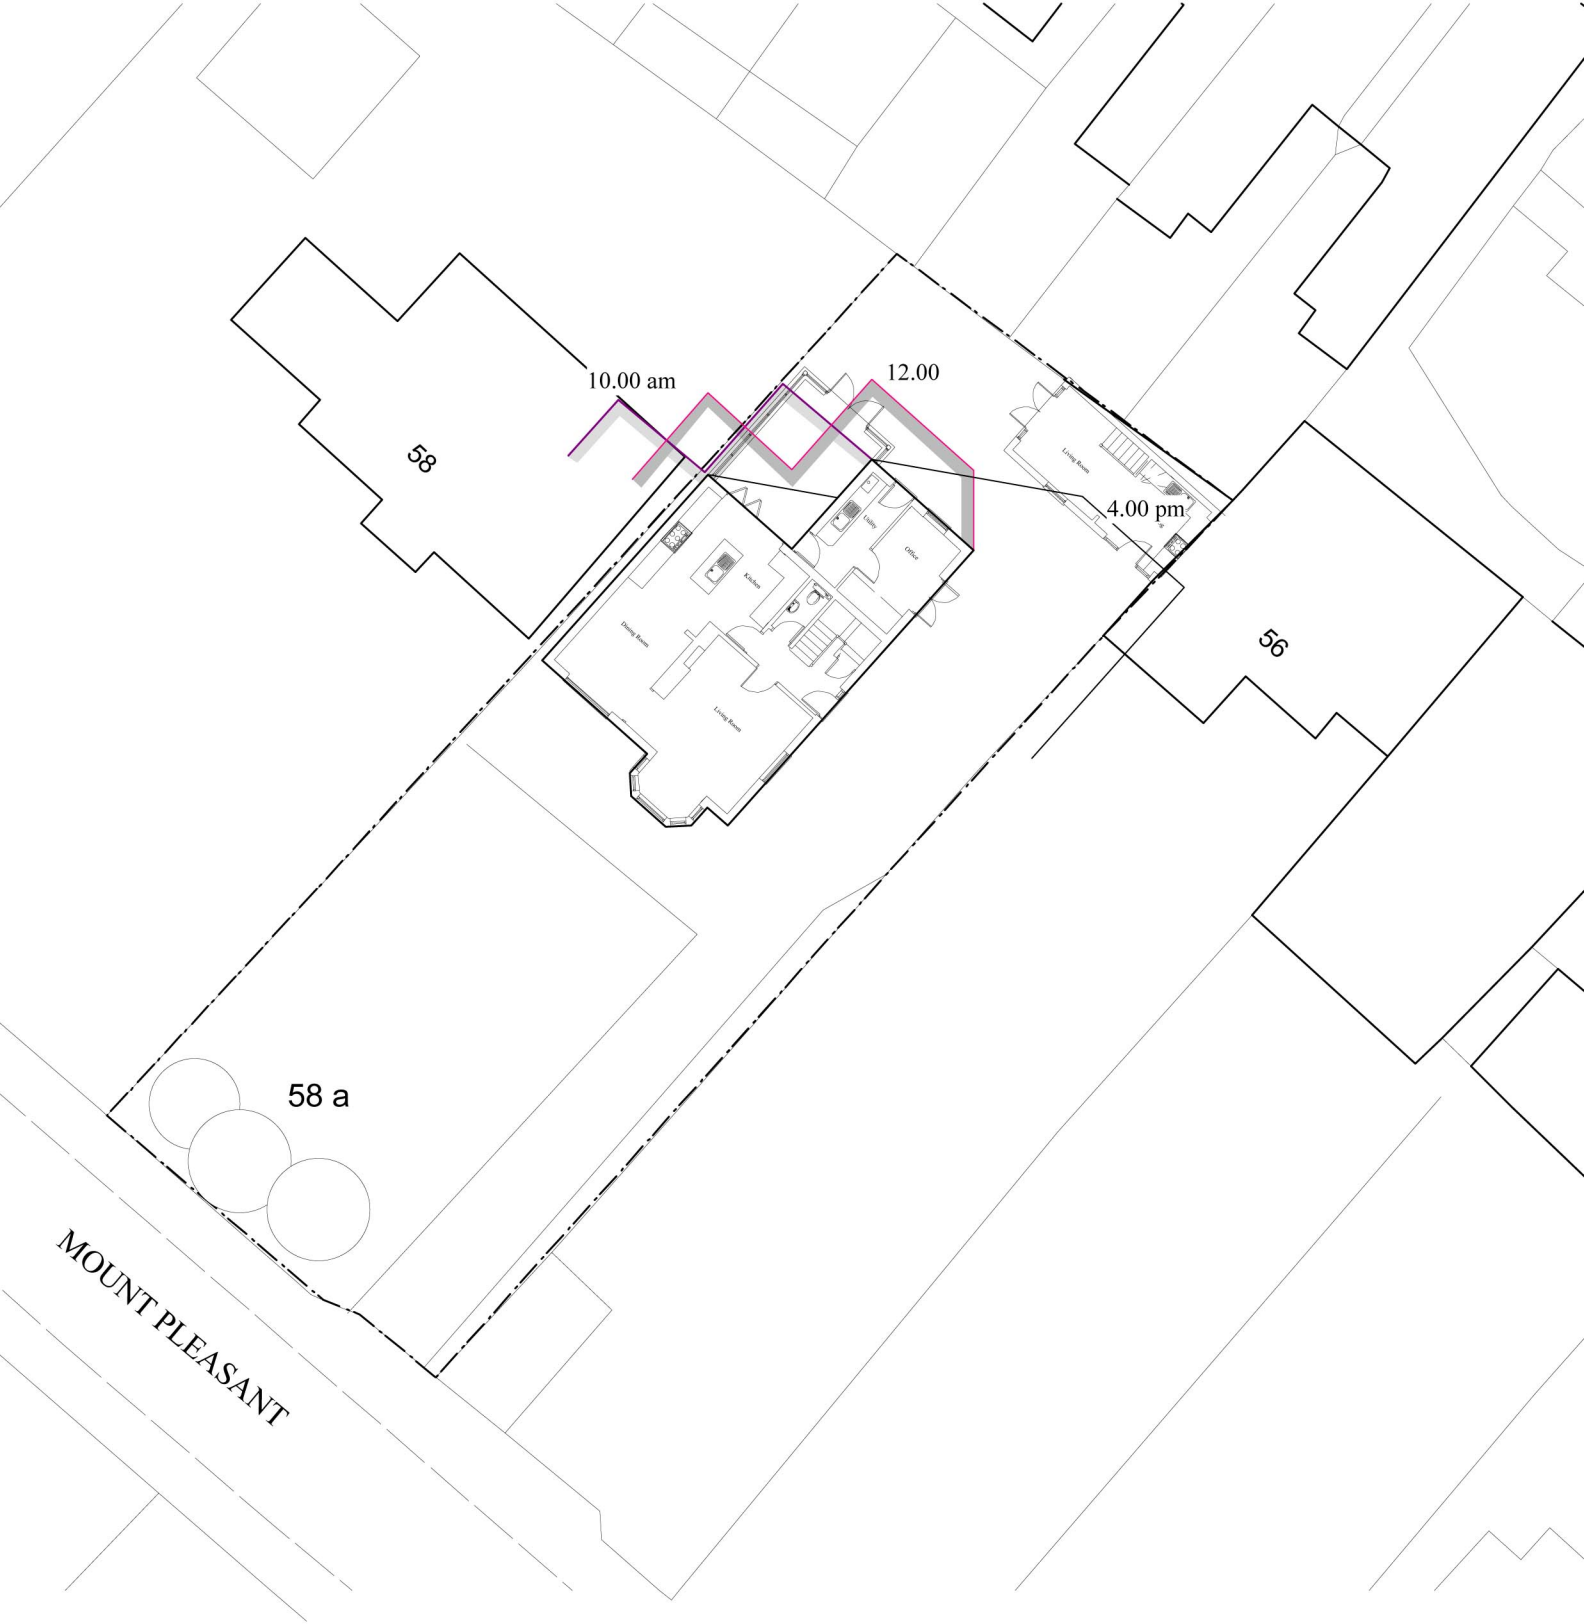 10.00 am
12.00
58
Living Room
4.00 pm
Utility
Office
Kitchen
Dining Room
56
Living Room
58 a
MOUNT PLEASANT